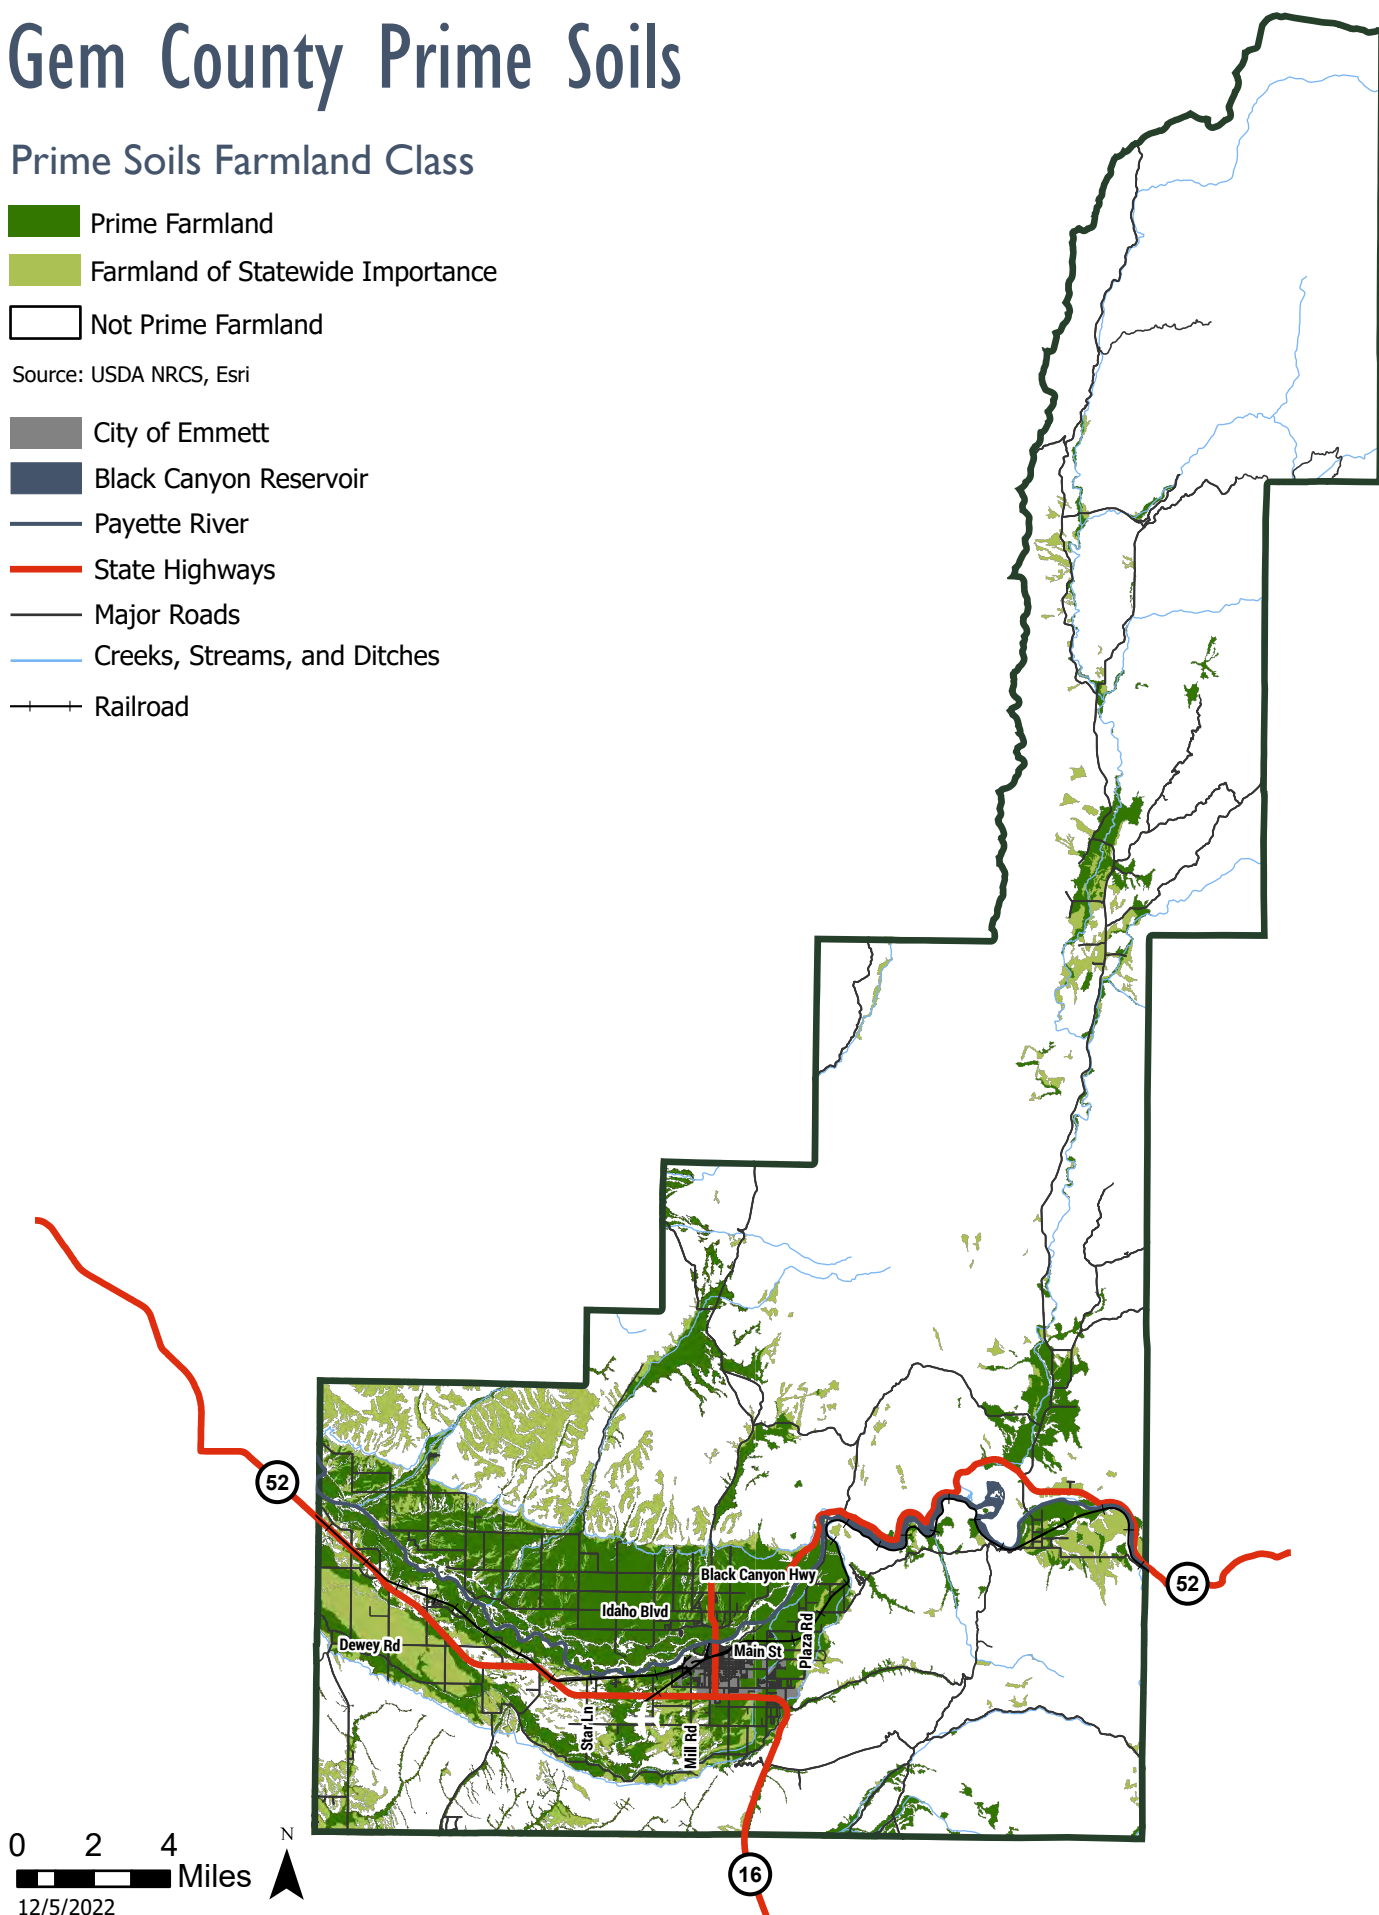 Gem County Prime Soils
Prime Soils Farmland Class
Prime Farmland
Farmland of Statewide Importance
Not Prime Farmland
Source: USDA NRCS, Esri
City of Emmett
Black Canyon Reservoir
Payette River
State Highways
Major Roads
Creeks, Streams, and Ditches
Railroad
52
52
Black Canyon Hwy
Idaho Blvd
Plaza Rd
Dewey Rd
Main St
Star Ln
Mill Rd
0 2 4
Miles
N
12/5/2022
16